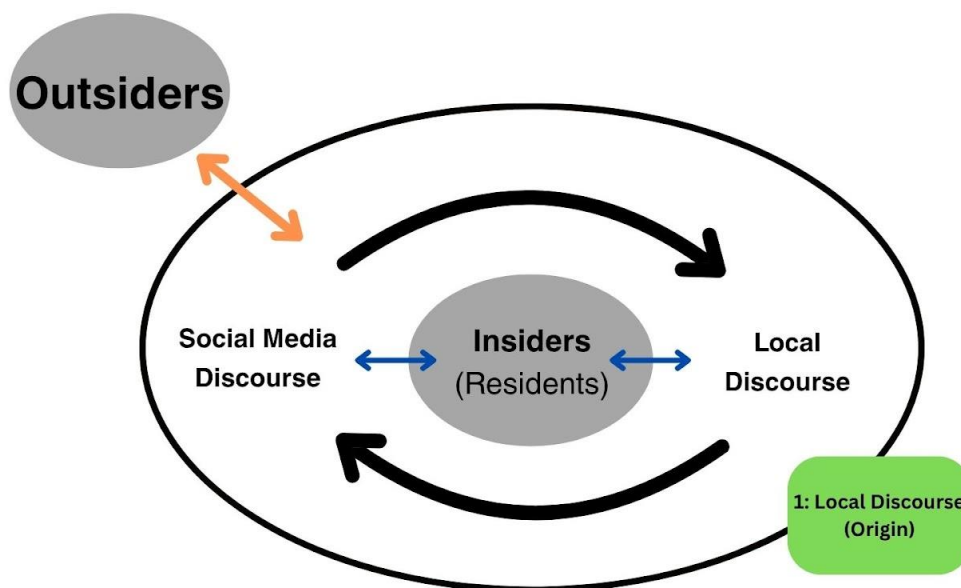 Outsiders
Social Media
Discourse
Insiders
(Residents)
Local
Discourse
1: Local Discourse
(Origin)